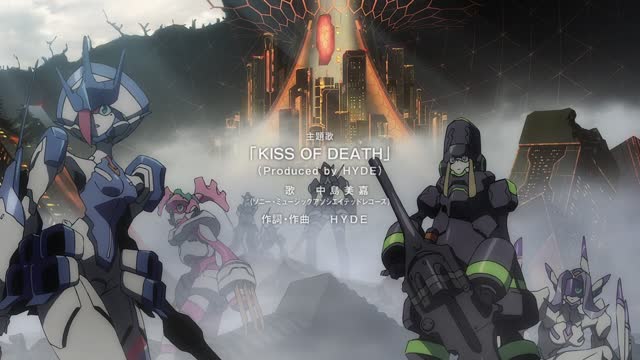 主題歌
「KISS OF DEATH」
(Produced by HYDE)
歌　中島美嘉
(ソニー・ミュージックアソシエイテッドレコーズ)
作詞・作曲　HYDE